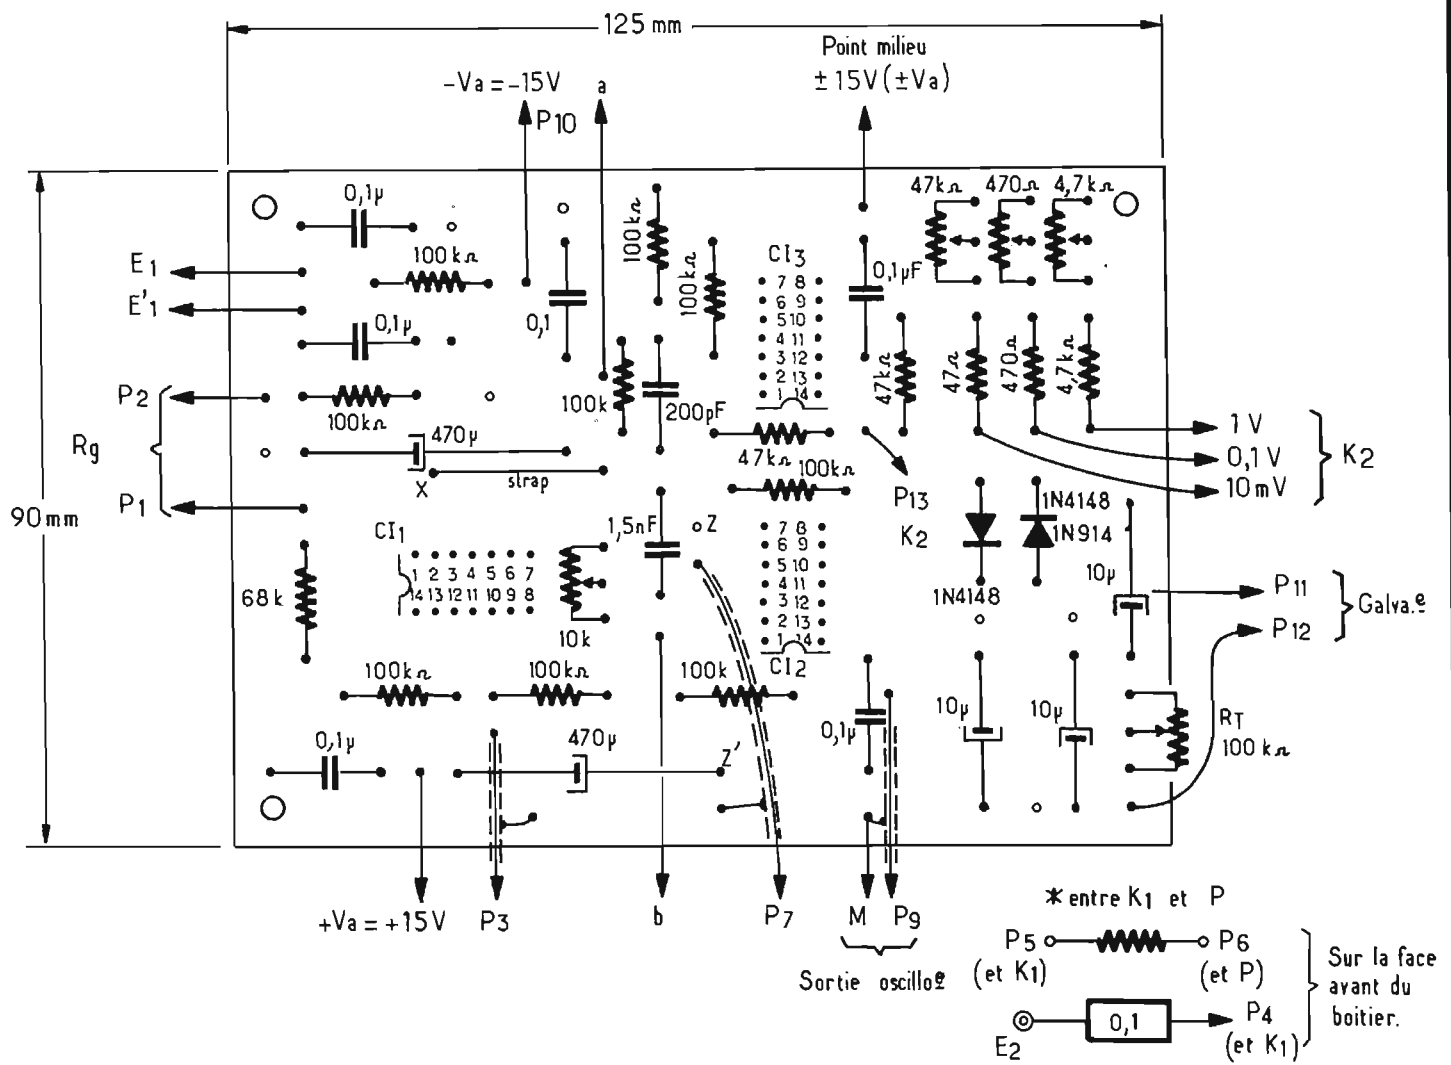 125 mm
Point milieu
± 15V (±Va)
-Va = -15V
a
P10
0,1µ
47kΩ
470Ω
4,7kΩ
E1
100kΩ
100kΩ
100kΩ
CI3
7 8
6 9
5 10
4 11
3 12
2 13
1 14
0,1µF
E'1
0,1µ
0,1
P2
100kΩ
100k
200pF
47kΩ
47Ω
470Ω
4,7kΩ
Rg
470µ
1V
0,1V
10mV
K2
X
strap
47kΩ
100kΩ
P13
K2
P1
90mm
CI1
1 2 3 4 5 6 7
14 13 12 11 10 9 8
1,5nF
Z
7 8
6 9
5 10
4 11
3 12
2 13
1 14
CI2
1N4148
1N914
1N4148
10µ
P11
P12
Galva.e
68k
10k
100kΩ
100kΩ
100k
0,1µ
10µ
10µ
RT
100kΩ
0,1µ
470µ
Z'
+Va = +15V
P3
b
P7
M
P9
Sortie oscilloe
* entre K1 et P
P5
(et K1)
P6
(et P)
E2
0,1
P4
(et K1)
Sur la face
avant du
boitier.